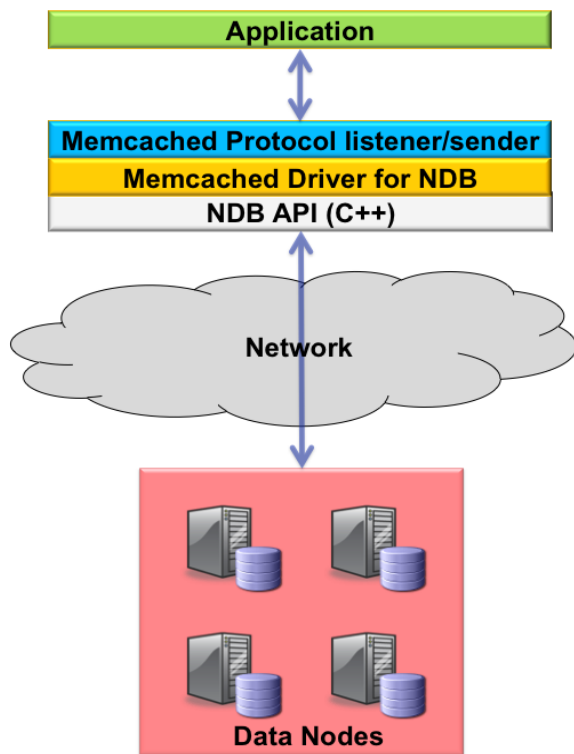 Application
Memcached Protocol listener/sender
Memcached Driver for NDB
NDB API (C++)
Network
Data Nodes